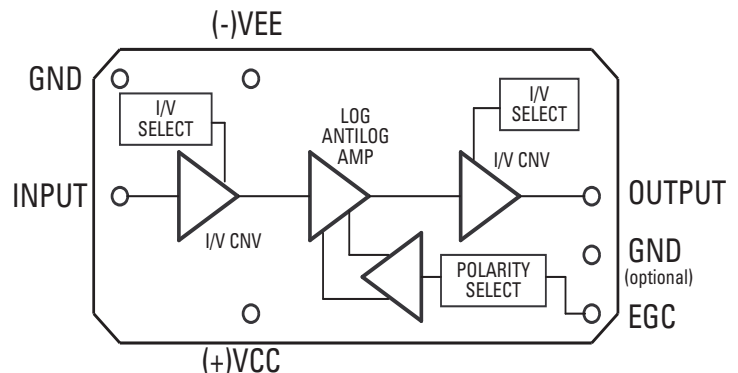 (-)VEE
GND
I/V
SELECT
LOG
ANTILOG
AMP
I/V
SELECT
I/V CNV
INPUT
OUTPUT
I/V CNV
GND
(optional)
POLARITY
SELECT
EGC
(+)VCC